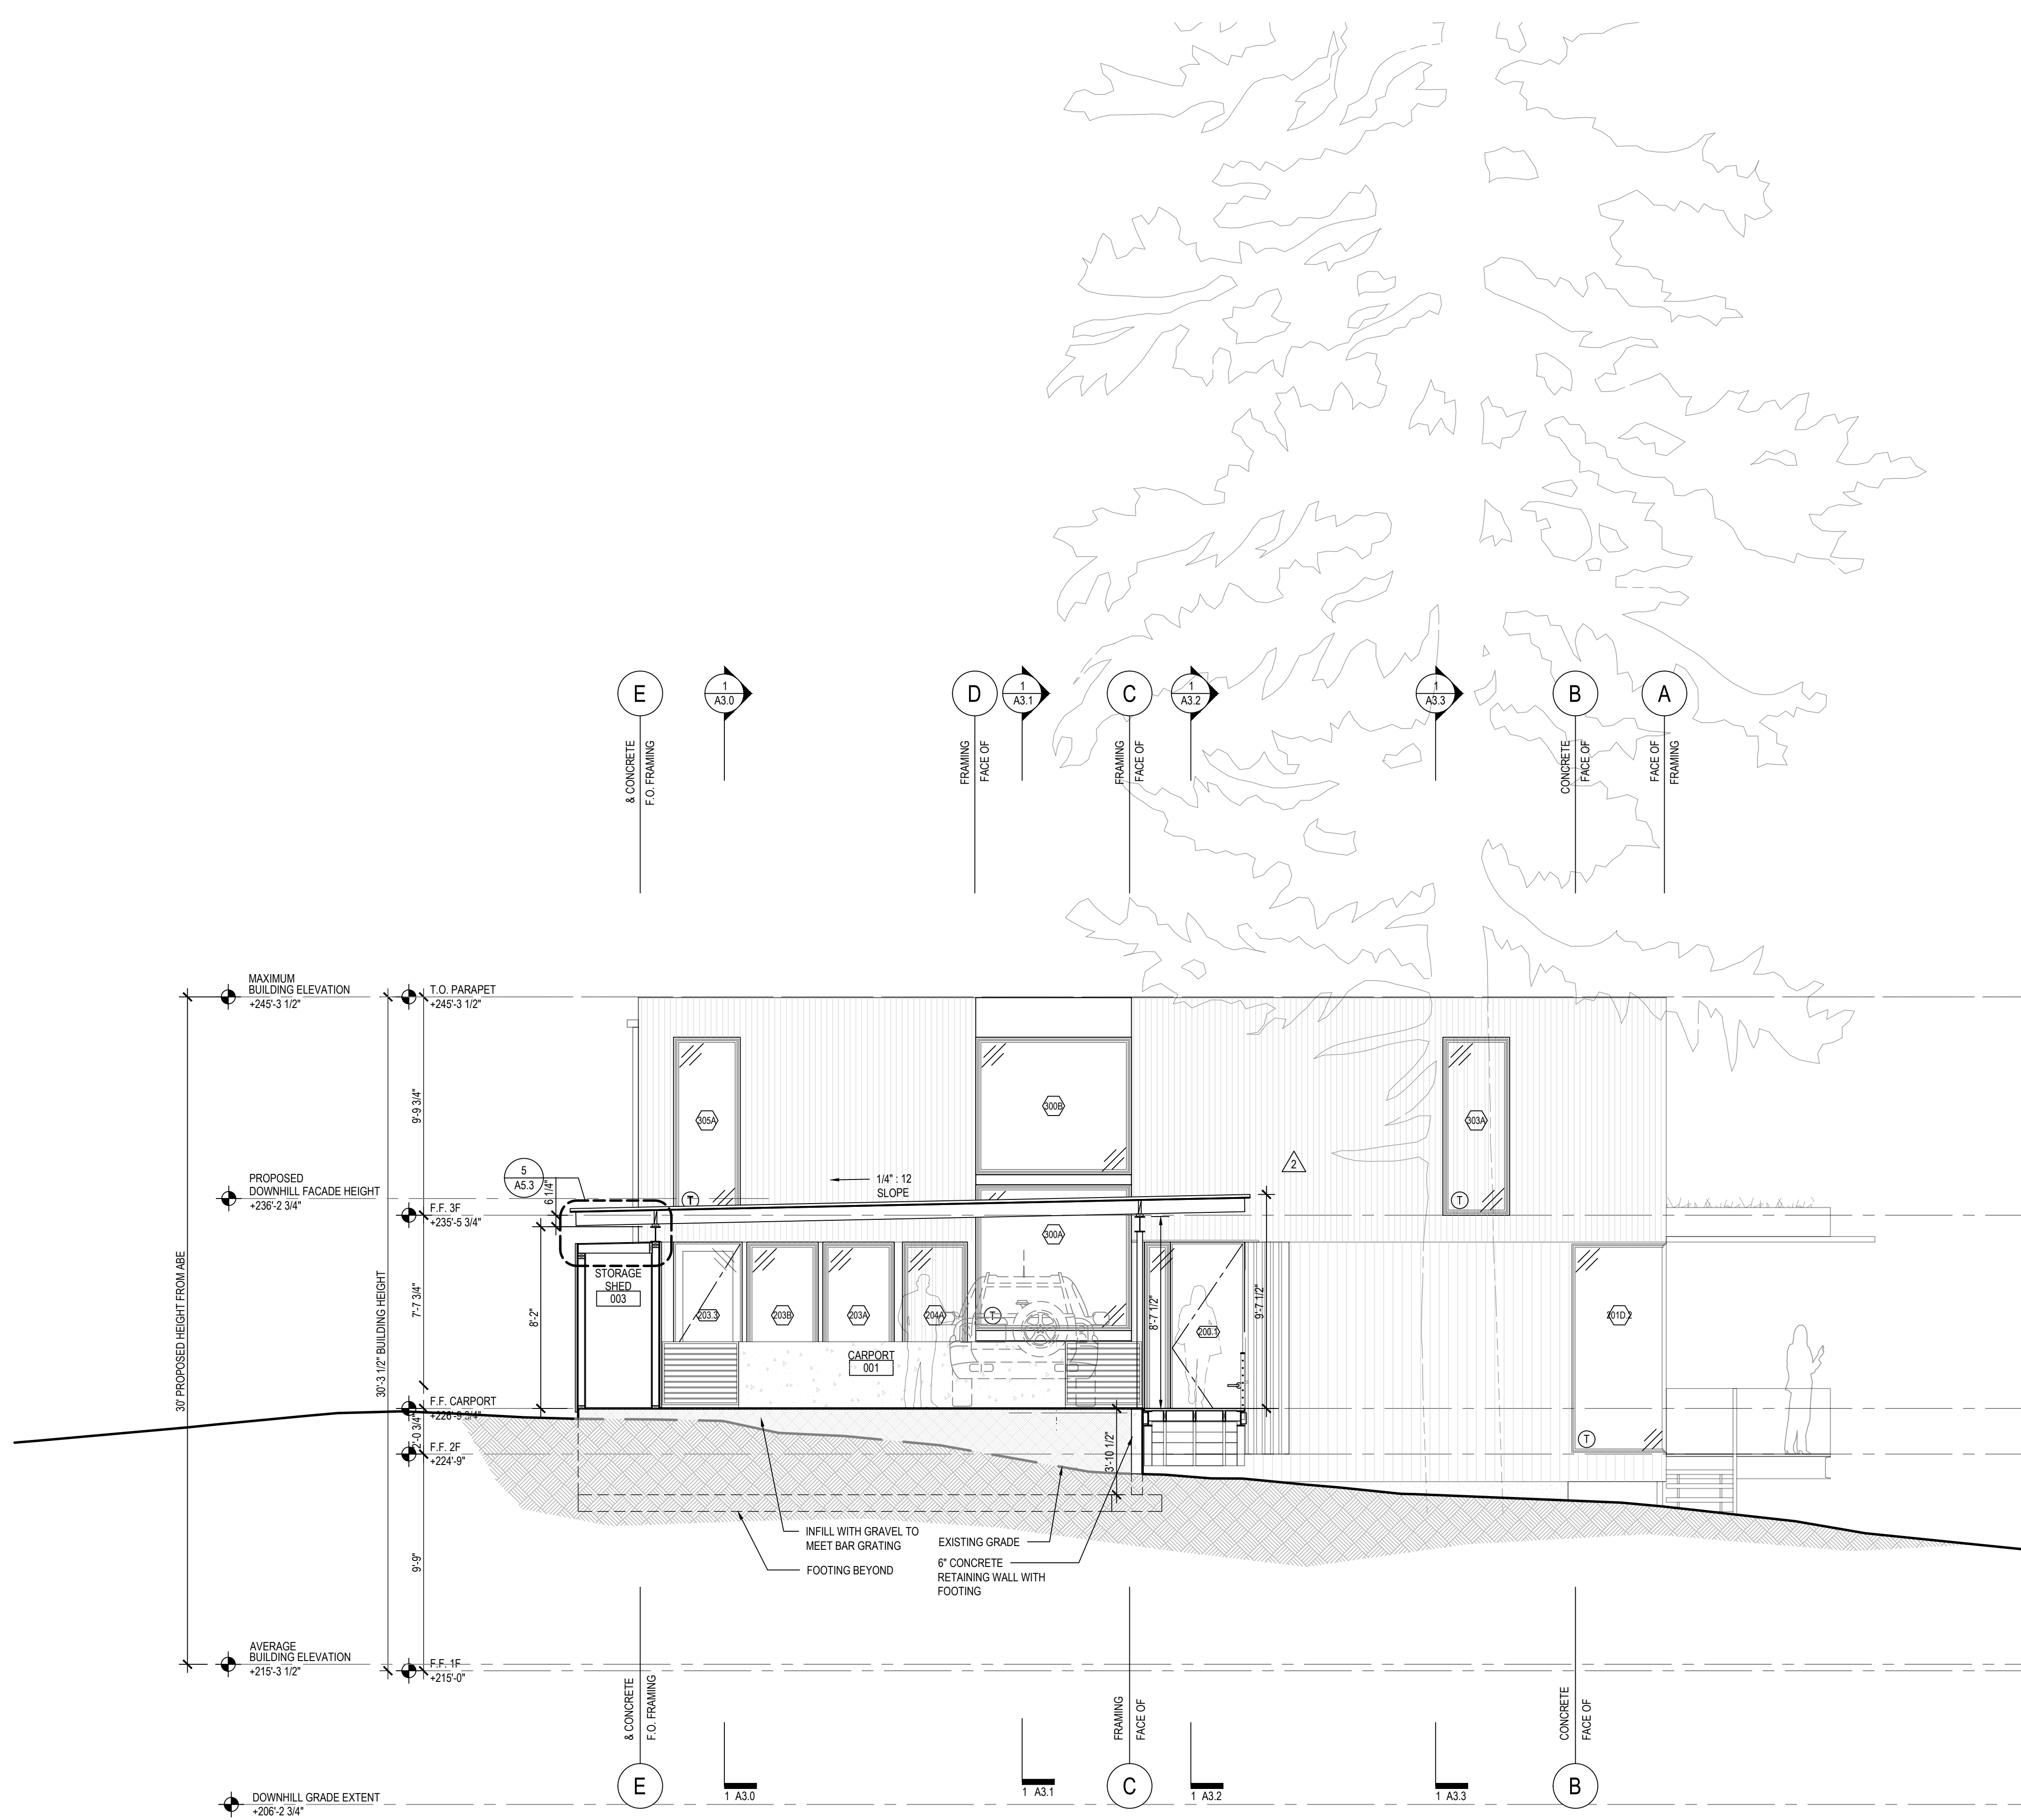 E
1
A3.0
D
1
A3.1
C
1
A3.2
1
A3.3
B
A
& CONCRETE
F.O. FRAMING
FRAMING
FACE OF
FRAMING
FACE OF
CONCRETE
FACE OF
FACE OF
FRAMING
MAXIMUM
BUILDING ELEVATION
+245'-3 1/2"
T.O. PARAPET
+245'-3 1/2"
9'-9 3/4"
305A
300B
303A
2
5
A5.3
6 1/4"
1/4" : 12
SLOPE
PROPOSED
DOWNHILL FACADE HEIGHT
+236'-2 3/4"
T
T
F.F. 3F
+235'-5 3/4"
300A
30' PROPOSED HEIGHT FROM ABE
30'-3 1/2" BUILDING HEIGHT
7'-7 3/4"
8'-2"
STORAGE
SHED
003
203.3
203B
203A
204A
T
8'-7 1/2"
200.1
9'-7 1/2"
201D.2
CARPORT
001
F.F. CARPORT
+226'-9 3/4"
2'-0 3/4"
F.F. 2F
+224'-9"
T
3'-10 1/2"
INFILL WITH GRAVEL TO
MEET BAR GRATING
EXISTING GRADE
FOOTING BEYOND
6" CONCRETE
RETAINING WALL WITH
FOOTING
9'-9"
AVERAGE
BUILDING ELEVATION
+215'-3 1/2"
F.F. 1F
+215'-0"
& CONCRETE
F.O. FRAMING
FRAMING
FACE OF
CONCRETE
FACE OF
E
1 A3.0
1 A3.1
C
1 A3.2
1 A3.3
B
DOWNHILL GRADE EXTENT
+206'-2 3/4"